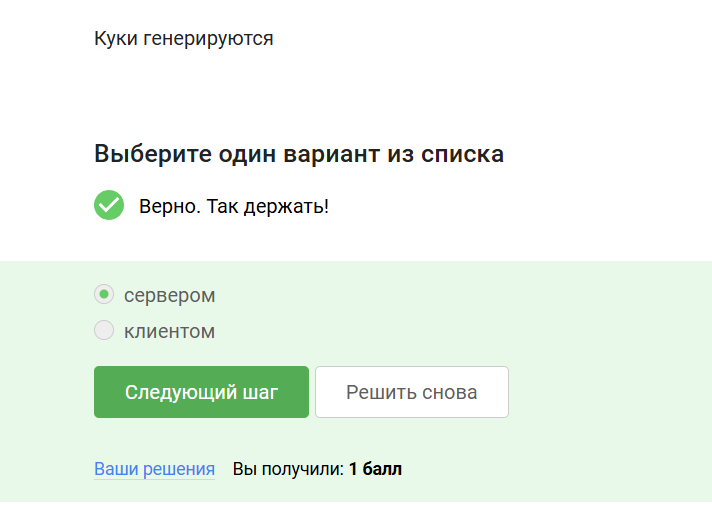 Куки генерируются
Выберите один вариант из списка
Верно. Так держать!
сервером
клиентом
Следующий шаг Решить снова
Ваши решения Вы получили: 1 балл